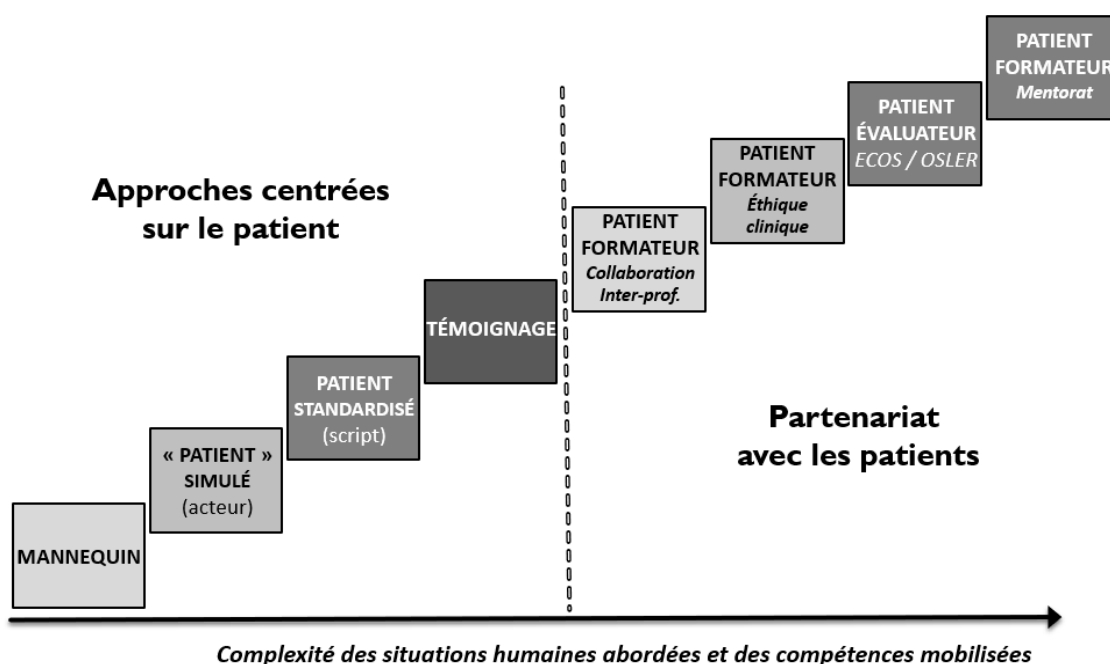 Approches centrées
sur le patient
MANNEQUIN
« PATIENT »
SIMULÉ
(acteur)
PATIENT
STANDARDISÉ
(script)
TÉMOIGNAGE
PATIENT
FORMATEUR
Collaboration
Inter-prof.
PATIENT
FORMATEUR
Éthique
clinique
PATIENT
ÉVALUATEUR
ECOS / OSLER
PATIENT
FORMATEUR
Mentorat
Partenariat
avec les patients
Complexité des situations humaines abordées et des compétences mobilisées